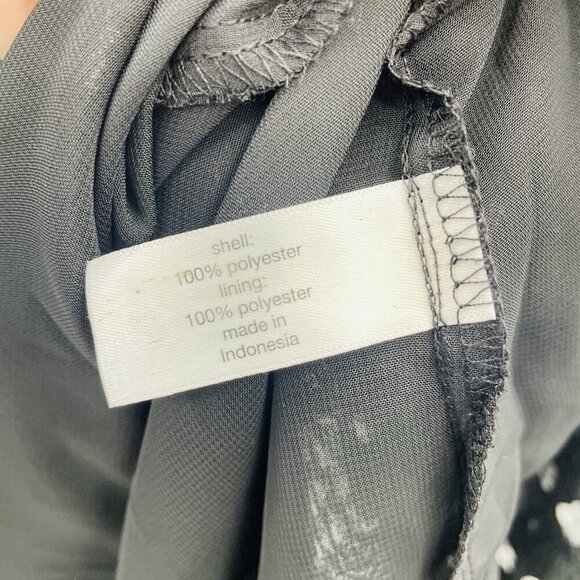 shell:
100% polyester
lining:
100% polyester
made in
Indonesia